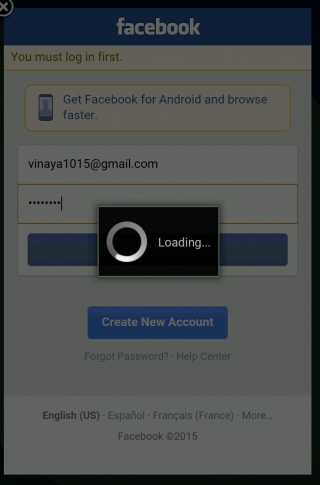 facebook
You must log in first.
Get Facebook for Android and browse
faster.
vinaya1015@gmail.com
••••••••
Loading...
Create New Account
Forgot Password? · Help Center
English (US) · Español · Français (France) · More…
Facebook ©2015